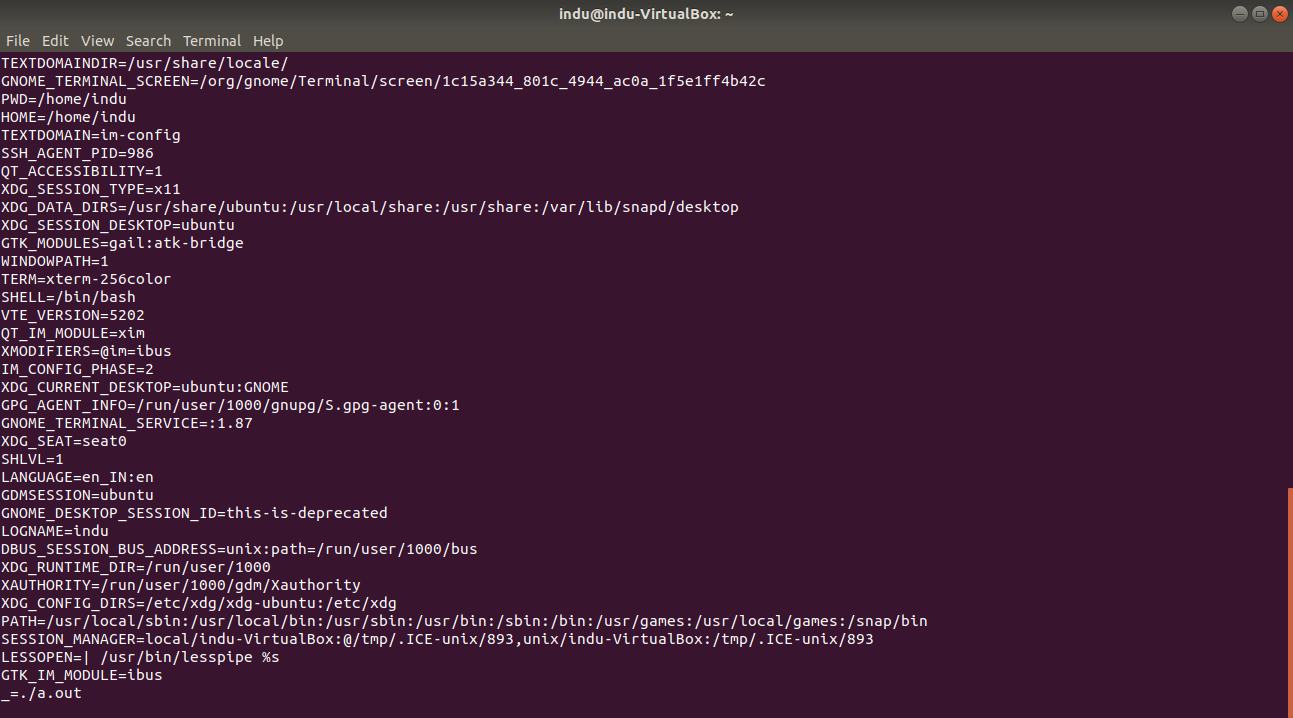 indu@indu-VirtualBox: ~
File Edit View Search Terminal Help
TEXTDOMAINDIR=/usr/share/locale/
GNOME_TERMINAL_SCREEN=/org/gnome/Terminal/screen/1c15a344_801c_4944_ac0a_1f5e1ff4b42c
PWD=/home/indu
HOME=/home/indu
TEXTDOMAIN=im-config
SSH_AGENT_PID=986
QT_ACCESSIBILITY=1
XDG_SESSION_TYPE=x11
XDG_DATA_DIRS=/usr/share/ubuntu:/usr/local/share:/usr/share:/var/lib/snapd/desktop
XDG_SESSION_DESKTOP=ubuntu
GTK_MODULES=gail:atk-bridge
WINDOWPATH=1
TERM=xterm-256color
SHELL=/bin/bash
VTE_VERSION=5202
QT_IM_MODULE=xim
XMODIFIERS=@im=ibus
IM_CONFIG_PHASE=2
XDG_CURRENT_DESKTOP=ubuntu:GNOME
GPG_AGENT_INFO=/run/user/1000/gnupg/S.gpg-agent:0:1
GNOME_TERMINAL_SERVICE=:1.87
XDG_SEAT=seat0
SHLVL=1
LANGUAGE=en_IN:en
GDMSESSION=ubuntu
GNOME_DESKTOP_SESSION_ID=this-is-deprecated
LOGNAME=indu
DBUS_SESSION_BUS_ADDRESS=unix:path=/run/user/1000/bus
XDG_RUNTIME_DIR=/run/user/1000
XAUTHORITY=/run/user/1000/gdm/Xauthority
XDG_CONFIG_DIRS=/etc/xdg/xdg-ubuntu:/etc/xdg
PATH=/usr/local/sbin:/usr/local/bin:/usr/sbin:/usr/bin:/sbin:/bin:/usr/games:/usr/local/games:/snap/bin
SESSION_MANAGER=local/indu-VirtualBox:@/tmp/.ICE-unix/893,unix/indu-VirtualBox:/tmp/.ICE-unix/893
LESSOPEN=| /usr/bin/lesspipe %s
GTK_IM_MODULE=ibus
_=./a.out